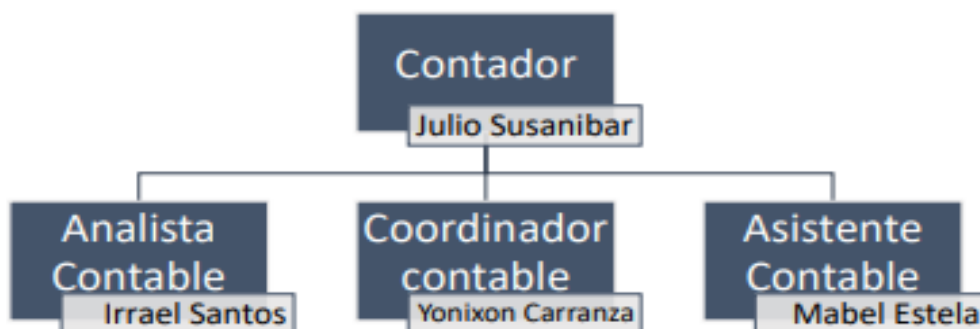 Contador
Julio Susanibar
Analista
Contable
Irrael Santos
Coordinador
contable
Yonixon Carranza
Asistente
Contable
Mabel Estela